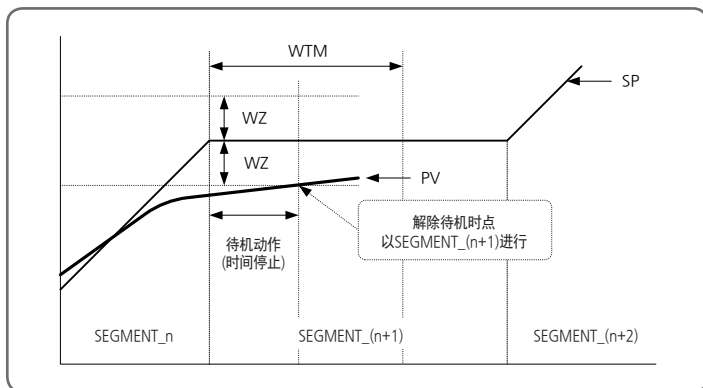 WTM
SP
WZ
WZ
PV
解除待机时点
以SEGMENT_(n+1)进行
待机动作
(时间停止)
SEGMENT_n
SEGMENT_(n+1)
SEGMENT_(n+2)